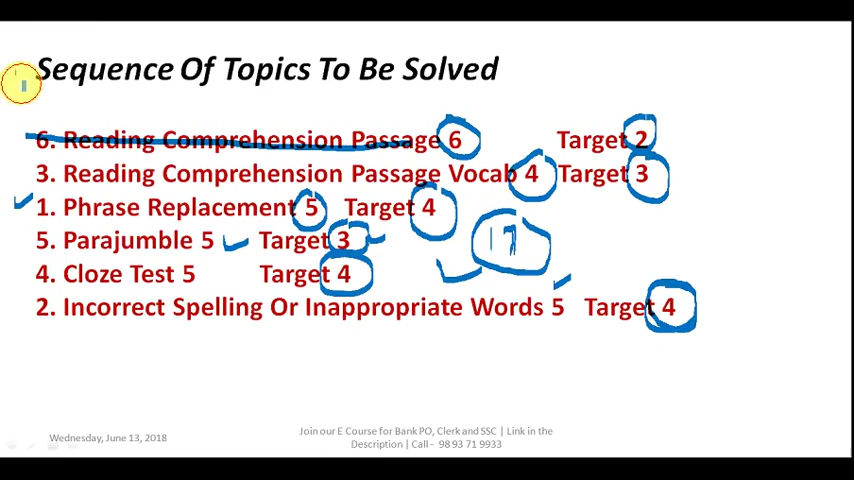 Sequence Of Topics To Be Solved
6. Reading Comprehension Passage 6 Target 2
3. Reading Comprehension Passage Vocab 4 Target 3
1. Phrase Replacement 5 Target 4
5. Parajumble 5 Target 3
17
4. Cloze Test 5 Target 4
2. Incorrect Spelling Or Inappropriate Words 5 Target 4
Wednesday, June 13, 2018
Join our E Course for Bank PO, Clerk and SSC | Link in the
Description | Call - 98 93 71 9933